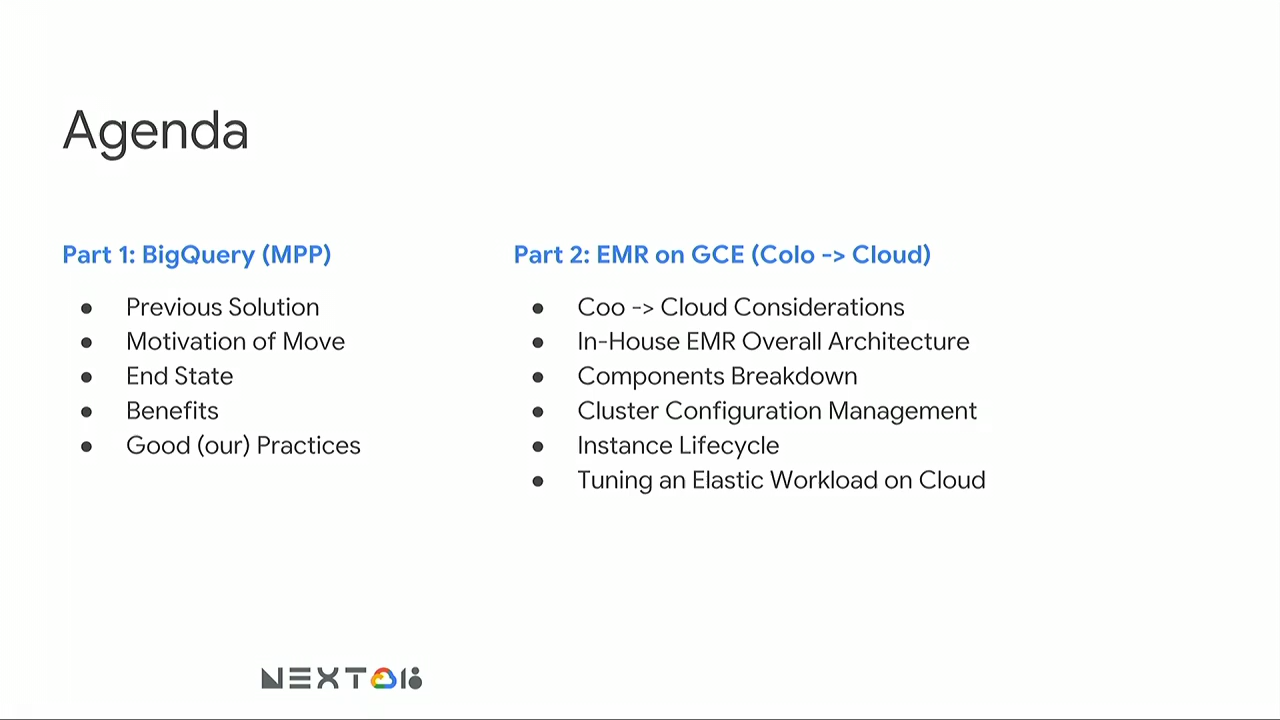 Agenda
Part 1: BigQuery (MPP)
● Previous Solution
● Motivation of Move
● End State
● Benefits
● Good (our) Practices
Part 2: EMR on GCE (Colo -> Cloud)
● Coo -> Cloud Considerations
● In-House EMR Overall Architecture
● Components Breakdown
● Cluster Configuration Management
● Instance Lifecycle
● Tuning an Elastic Workload on Cloud
NEXT 18